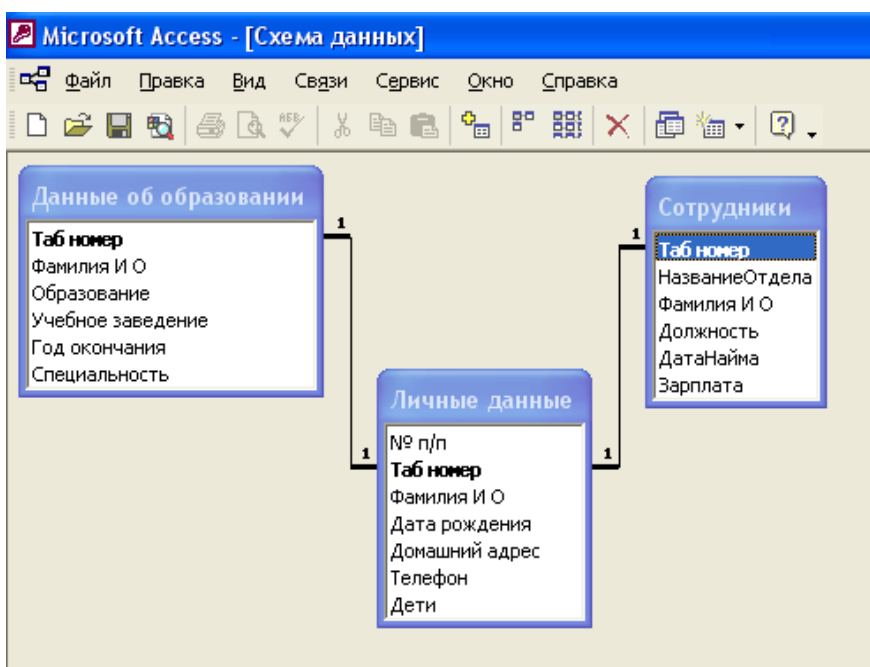 Microsoft Access - [Схема данных]
Файл Правка Вид Связи Сервис Окно Справка
Данные об образовании
Таб номер
Фамилия И О
Образование
Учебное заведение
Год окончания
Специальность
1
1
Личные данные
№ п/п
Таб номер
Фамилия И О
Дата рождения
Домашний адрес
Телефон
Дети
1
1
Сотрудники
Таб номер
НазваниеОтдела
Фамилия И О
Должность
ДатаНайма
Зарплата